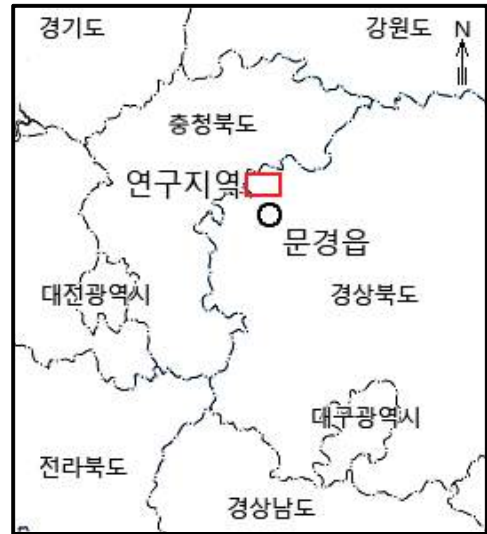 경기도
강원도
N
충청북도
연구지역
문경읍
대전광역시
경상북도
대구광역시
전라북도
경상남도